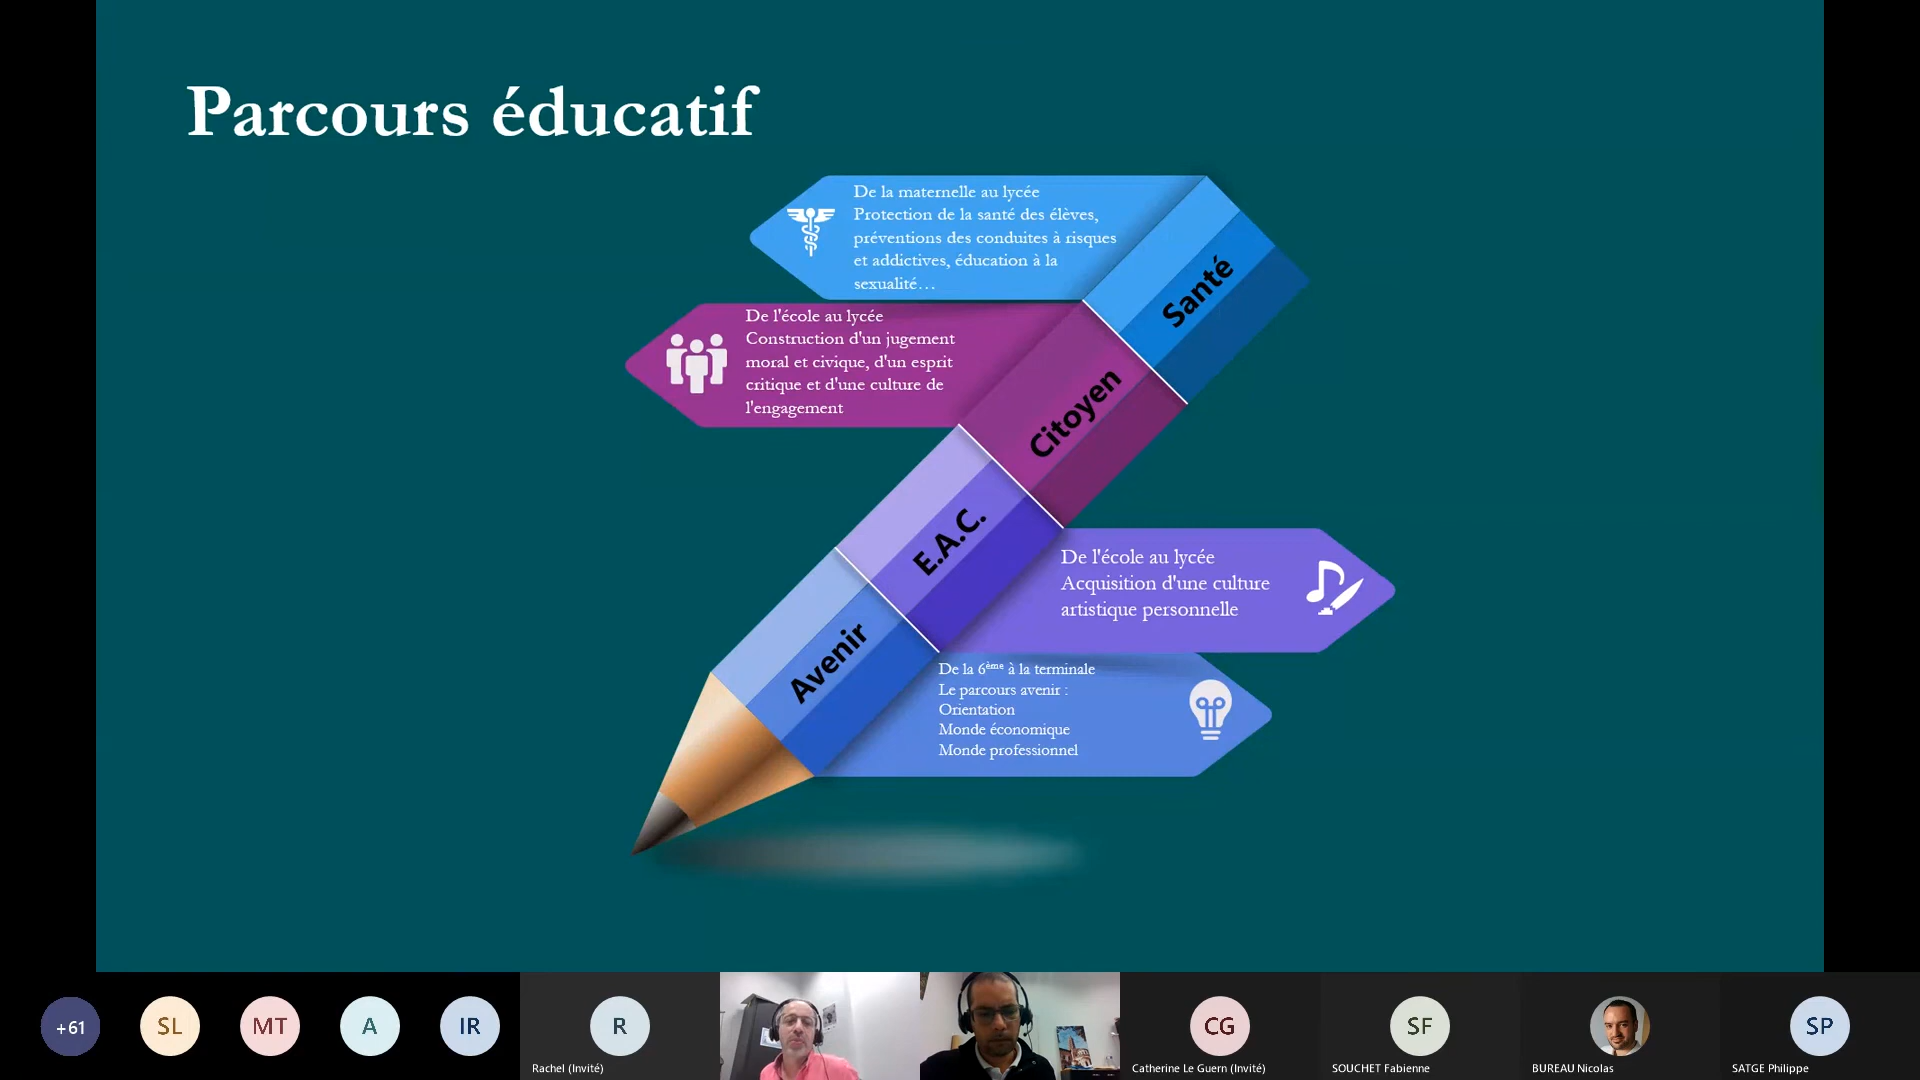 Parcours éducatif
De la maternelle au lycée
Protection de la santé des élèves,
préventions des conduites à risques
et addictives, éducation à la
sexualité…
Santé
De l'école au lycée
Construction d'un jugement
moral et civique, d'un esprit
critique et d'une culture de
l'engagement
Citoyen
E.A.C.
De l'école au lycée
Acquisition d'une culture
artistique personnelle
Avenir
De la 6ème à la terminale
Le parcours avenir :
Orientation
Monde économique
Monde professionnel
+61
SL
MT
A
IR
R
Rachel (Invité)
CG
Catherine Le Guern (Invité)
SF
SOUCHET Fabienne
BUREAU Nicolas
SP
SATGE Philippe